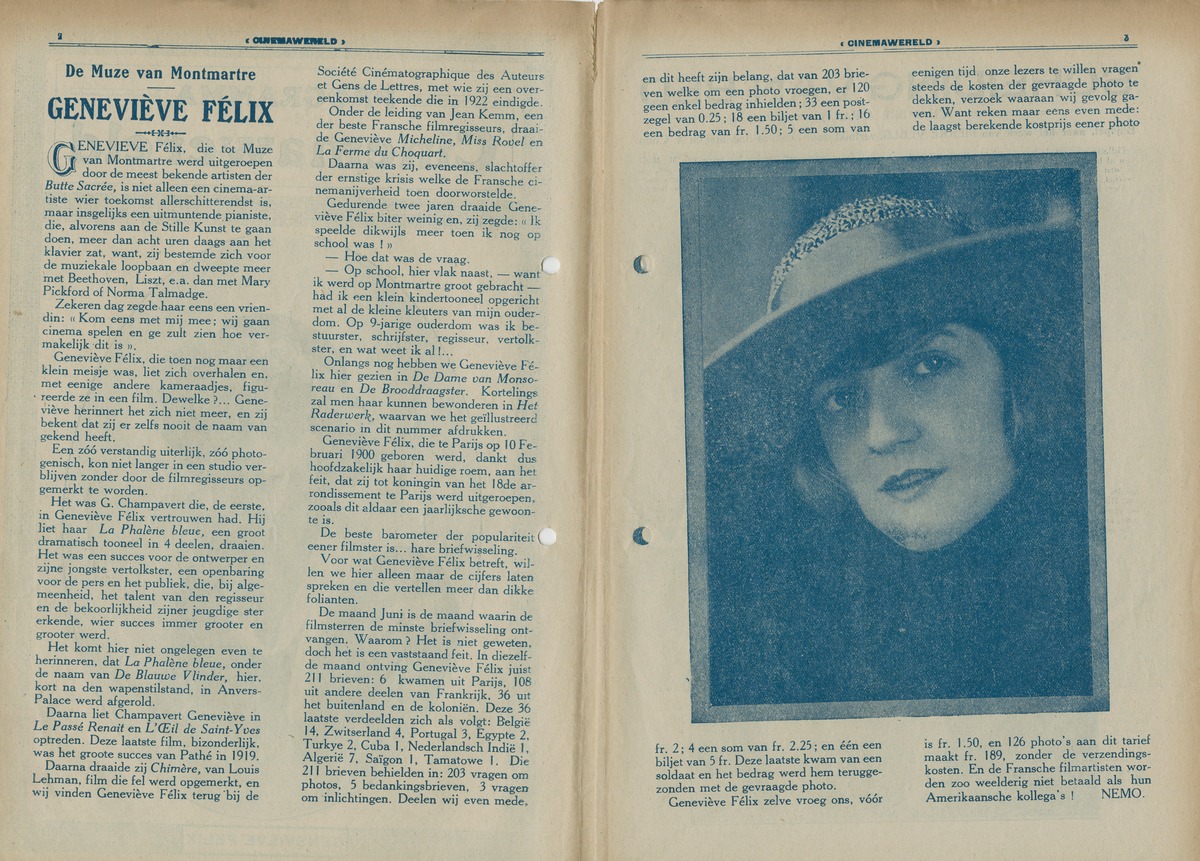 2
« CINEMAWERELD »
De Muze van Montmartre
GENEVIÈVE FÉLIX
GENEVIEVE Félix, die tot Muze
van Montmartre werd uitgeroepen
door de meest bekende artisten der
Butte Sacrée, is niet alleen een cinema-ar-
tiste wier toekomst allerschitterendst is,
maar insgelijks een uitmuntende pianiste,
die, alvorens aan de Stille Kunst te gaan
doen, meer dan acht uren daags aan het
klavier zat, want, zij bestemde zich voor
de muziekale loopbaan en dweepte meer
met Beethoven, Liszt, e.a. dan met Mary
Pickford of Norma Talmadge.
Zekeren dag zegde haar eens een vrien-
din: « Kom eens met mij mee; wij gaan
cinema spelen en ge zult zien hoe ver-
makelijk dit is ».
Geneviève Félix, die toen nog maar een
klein meisje was, liet zich overhalen en,
met eenige andere kameraadjes, figu-
reerde ze in een film. Dewelke ?... Gene-
viève herinnert het zich niet meer, en zij
bekent dat zij er zelfs nooit de naam van
gekend heeft.
Een zóó verstandig uiterlijk, zóó photo-
genisch, kon niet langer in een studio ver-
blijven zonder door de filmregisseurs op-
gemerkt te worden.
Het was G. Champavert die, de eerste,
in Geneviève Félix vertrouwen had. Hij
liet haar La Phalène bleue, een groot
dramatisch tooneel in 4 deelen, draaien.
Het was een succes voor de ontwerper en
zijne jongste vertolkster, een openbaring
voor de pers en het publiek, die, bij alge-
meenheid, het talent van den regisseur
en de bekoorlijkheid zijner jeugdige ster
erkende, wier succes immer grooter en
grooter werd.
Het komt hier niet ongelegen even te
herinneren, dat La Phalène bleue, onder
de naam van De Blauwe Vlinder, hier,
kort na den wapenstilstand, in Anvers-
Palace werd afgerold.
Daarna liet Champavert Geneviève in
Le Passé Renait en L'Œil de Saint-Yves
optreden. Deze laatste film, bizonderlijk,
was het groote succes van Pathé in 1919.
Daarna draaide zij Chimère, van Louis
Lehman, film die fel werd opgemerkt, en
wij vinden Geneviève Félix terug bij de
Société Cinématographique des Auteurs
et Gens de Lettres, met wie zij een over-
eenkomst teekende die in 1922 eindigde.
Onder de leiding van Jean Kemm, een
der beste Fransche filmregisseurs, draai-
de Geneviève Micheline, Miss Rovel en
La Ferme du Choquart.
Daarna was zij, eveneens, slachtoffer
der ernstige krisis welke de Fransche ci-
nemanijverheid toen doorworstelde.
Gedurende twee jaren draaide Gene-
viève Félix biter weinig en, zij zegde: « Ik
speelde dikwijls meer toen ik nog op
school was ! »
— Hoe dat was de vraag.
— Op school, hier vlak naast, — want
ik werd op Montmartre groot gebracht —
had ik een klein kindertooneel opgericht
met al de kleine kleuters van mijn ouder-
dom. Op 9-jarige ouderdom was ik be-
stuurster, schrijfster, regisseur, vertolk-
ster, en wat weet ik al !...
Onlangs nog hebben we Geneviève Fé-
lix hier gezien in De Dame van Monso-
reau en De Brooddraagster. Kortelings
zal men haar kunnen bewonderen in Het
Raderwerk, waarvan we het geïllustreerd
scenario in dit nummer afdrukken.
Geneviève Félix, die te Parijs op 10 Fe-
bruari 1900 geboren werd, dankt dus
hoofdzakelijk haar huidige roem, aan het
feit, dat zij tot koningin van het 18de ar-
rondissement te Parijs werd uitgeroepen,
zooals dit aldaar een jaarlijksche gewoon-
te is.
De beste barometer der populariteit
eener filmster is... hare briefwisseling.
Voor wat Geneviève Félix betreft, wil-
len we hier alleen maar de cijfers laten
spreken en die vertellen meer dan dikke
folianten.
De maand Juni is de maand waarin de
filmsterren de minste briefwisseling ont-
vangen. Waarom ? Het is niet geweten,
doch het is een vaststaand feit. In diezelf-
de maand ontving Geneviève Félix juist
211 brieven: 6 kwamen uit Parijs, 108
uit andere deelen van Frankrijk, 36 uit
het buitenland en de koloniën. Deze 36
laatste verdeelden zich als volgt: België
14, Zwitserland 4, Portugal 3, Egypte 2,
Turkye 2, Cuba 1, Nederlandsch Indië 1,
Algerië 7, Saïgon 1, Tamatowe 1. Die
211 brieven behielden in: 203 vragen om
photos, 5 bedankingsbrieven, 3 vragen
om inlichtingen. Deelen wij even mede,
« CINEMAWERELD »
3
en dit heeft zijn belang, dat van 203 brie-
ven welke om een photo vroegen, er 120
geen enkel bedrag inhielden; 33 een post-
zegel van 0.25; 18 een biljet van 1 fr.; 16
een bedrag van fr. 1.50; 5 een som van
fr. 2; 4 een som van fr. 2.25; en één een
biljet van 5 fr. Deze laatste kwam van een
soldaat en het bedrag werd hem terugge-
zonden met de gevraagde photo.
Geneviève Félix zelve vroeg ons, vóór
eenigen tijd, onze lezers te willen vragen
steeds de kosten der gevraagde photo te
dekken, verzoek waaraan wij gevolg ga-
ven. Want reken maar eens even mede:
de laagst berekende kostprijs eener photo
is fr. 1.50, en 126 photo's aan dit tarief
maakt fr. 189, zonder de verzendings-
kosten. En de Fransche filmartisten wor-
den zoo weelderig niet betaald als hun
Amerikaansche kollega's ! NEMO.